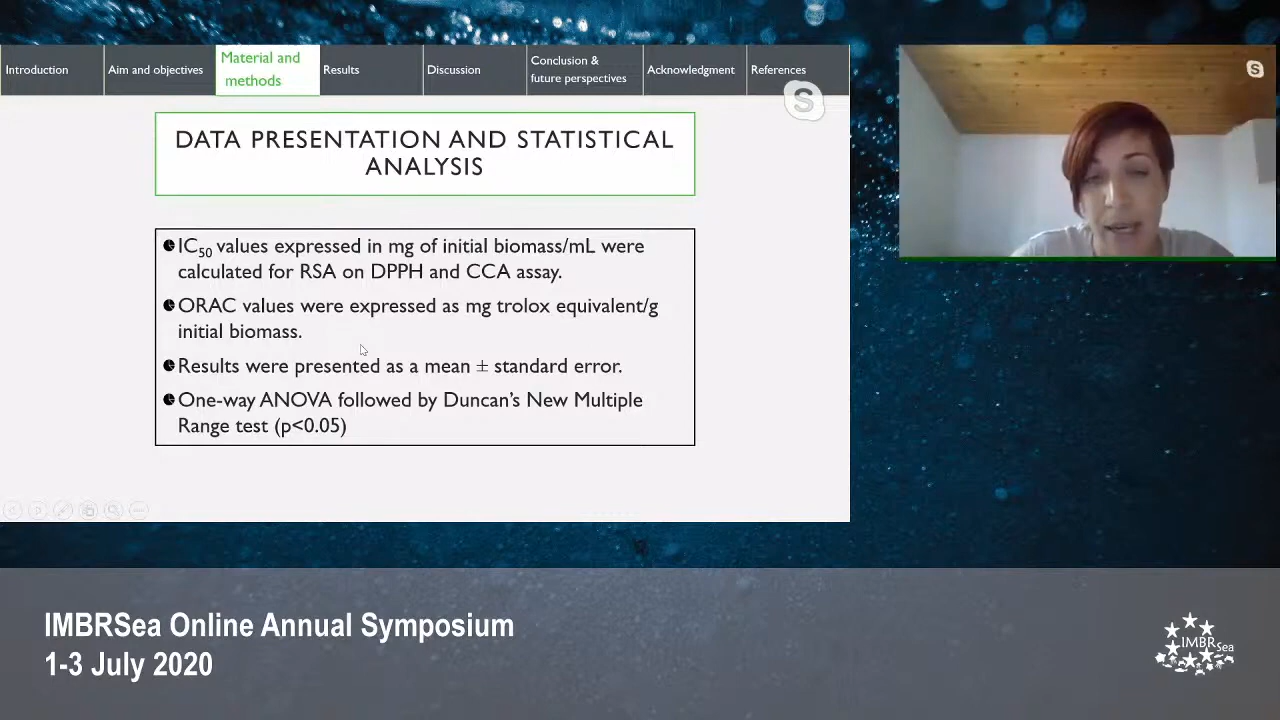 Introduction
Aim and objectives
Material and
methods
Results
Discussion
Conclusion &
future perspectives
Acknowledgment
References
S
S
DATA PRESENTATION AND STATISTICAL
ANALYSIS
IC50 values expressed in mg of initial biomass/mL were
calculated for RSA on DPPH and CCA assay.
ORAC values were expressed as mg trolox equivalent/g
initial biomass.
Results were presented as a mean ± standard error.
One-way ANOVA followed by Duncan's New Multiple
Range test (p<0.05)
IMBRSea Online Annual Symposium
1-3 July 2020
IMBRSea